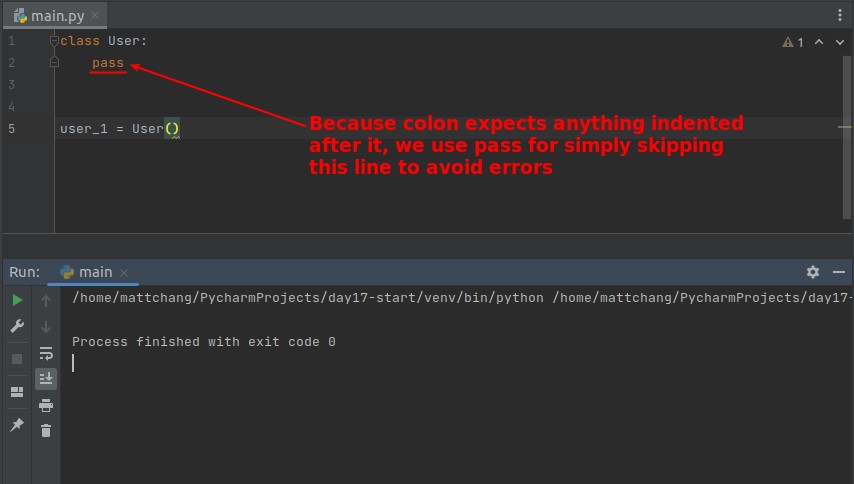 main.py
1 class User:
1
2     pass
3
4
5 user_1 = User()
Because colon expects anything indented
after it, we use pass for simply skipping
this line to avoid errors
Run: main
/home/mattchang/PycharmProjects/day17-start/venv/bin/python /home/mattchang/PycharmProjects/day17-
Process finished with exit code 0